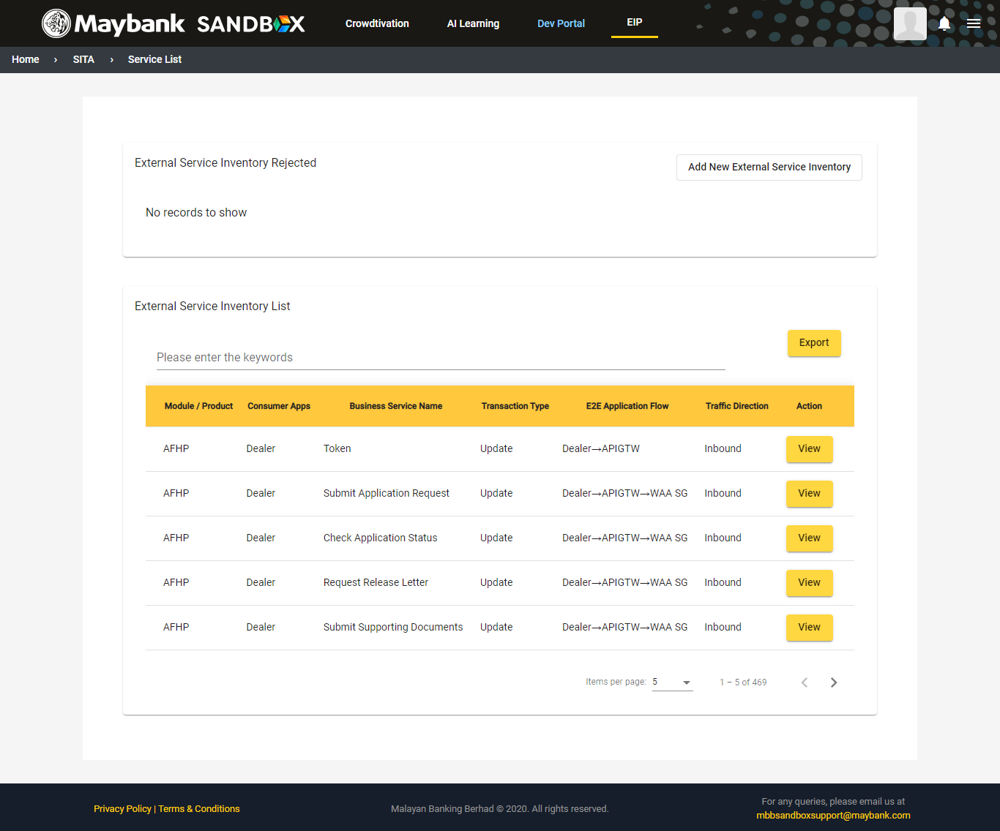 Maybank SANDBOX Crowdtivation AI Learning Dev Portal EIP
Home › SITA › Service List
External Service Inventory Rejected Add New External Service Inventory
No records to show
External Service Inventory List
Export
Please enter the keywords
Module / Product Consumer Apps Business Service Name Transaction Type E2E Application Flow Traffic Direction Action
AFHP Dealer Token Update Dealer→APIGTW Inbound View
AFHP Dealer Submit Application Request Update Dealer→APIGTW→WAA SG Inbound View
AFHP Dealer Check Application Status Update Dealer→APIGTW→WAA SG Inbound View
AFHP Dealer Request Release Letter Update Dealer→APIGTW→WAA SG Inbound View
AFHP Dealer Submit Supporting Documents Update Dealer→APIGTW→WAA SG Inbound View
Items per page: 5 1 – 5 of 469
Privacy Policy | Terms & Conditions Malayan Banking Berhad © 2020. All rights reserved. For any queries, please email us at
mbbsandboxsupport@maybank.com